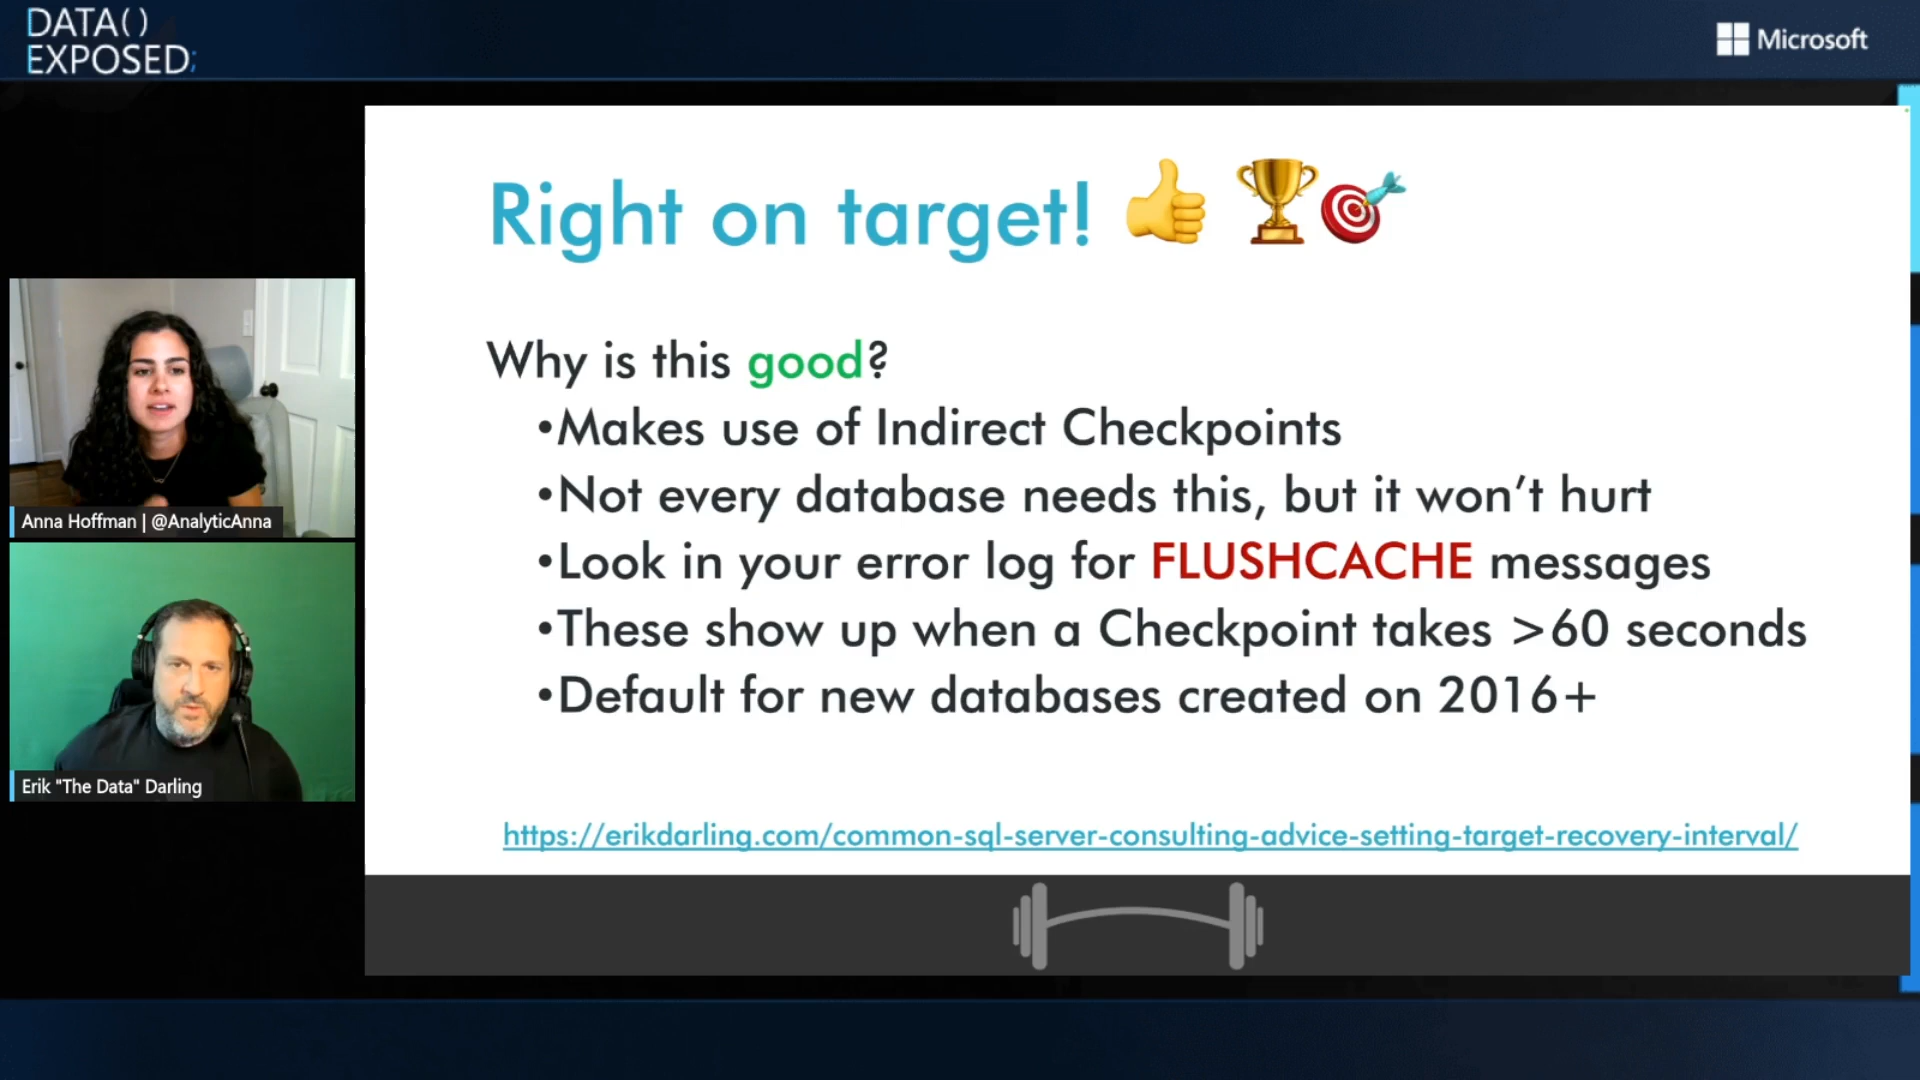 DATA()
EXPOSED;
Microsoft
Right on target!
Why is this good?
•Makes use of Indirect Checkpoints
•Not every database needs this, but it won’t hurt
•Look in your error log for FLUSHCACHE messages
•These show up when a Checkpoint takes >60 seconds
•Default for new databases created on 2016+
https://erikdarling.com/common-sql-server-consulting-advice-setting-target-recovery-interval/
Anna Hoffman | @AnalyticAnna
Erik "The Data" Darling